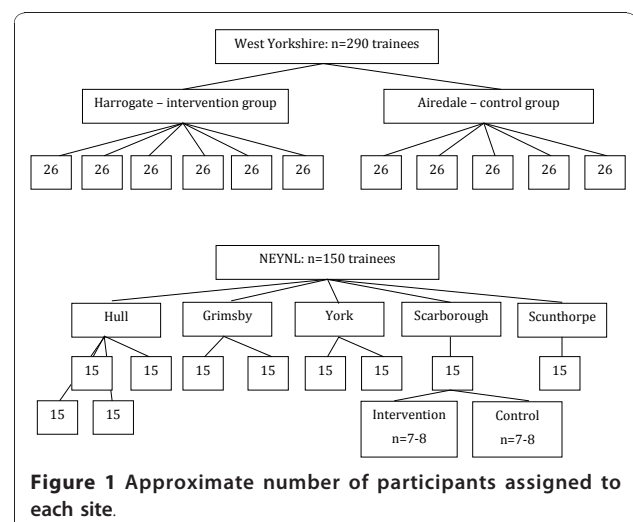 West Yorkshire: n=290 trainees
Harrogate – intervention group
Airedale – control group
26 26 26 26 26 26 26 26 26 26 26
NEYNL: n=150 trainees
Hull Grimsby York Scarborough Scunthorpe
15 15 15 15 15 15 15 15
15 15
Intervention
n=7-8
Control
n=7-8
Figure 1 Approximate number of participants assigned to
each site.